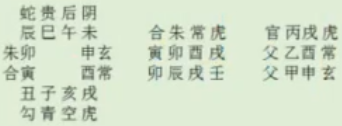 蛇贵后阴
辰巳午未 合朱常虎 官丙戌虎
朱卯 申玄 寅卯酉戌 父乙酉常
合寅 酉常 卯辰戌壬 父甲申玄
丑子亥戌
勾青空虎